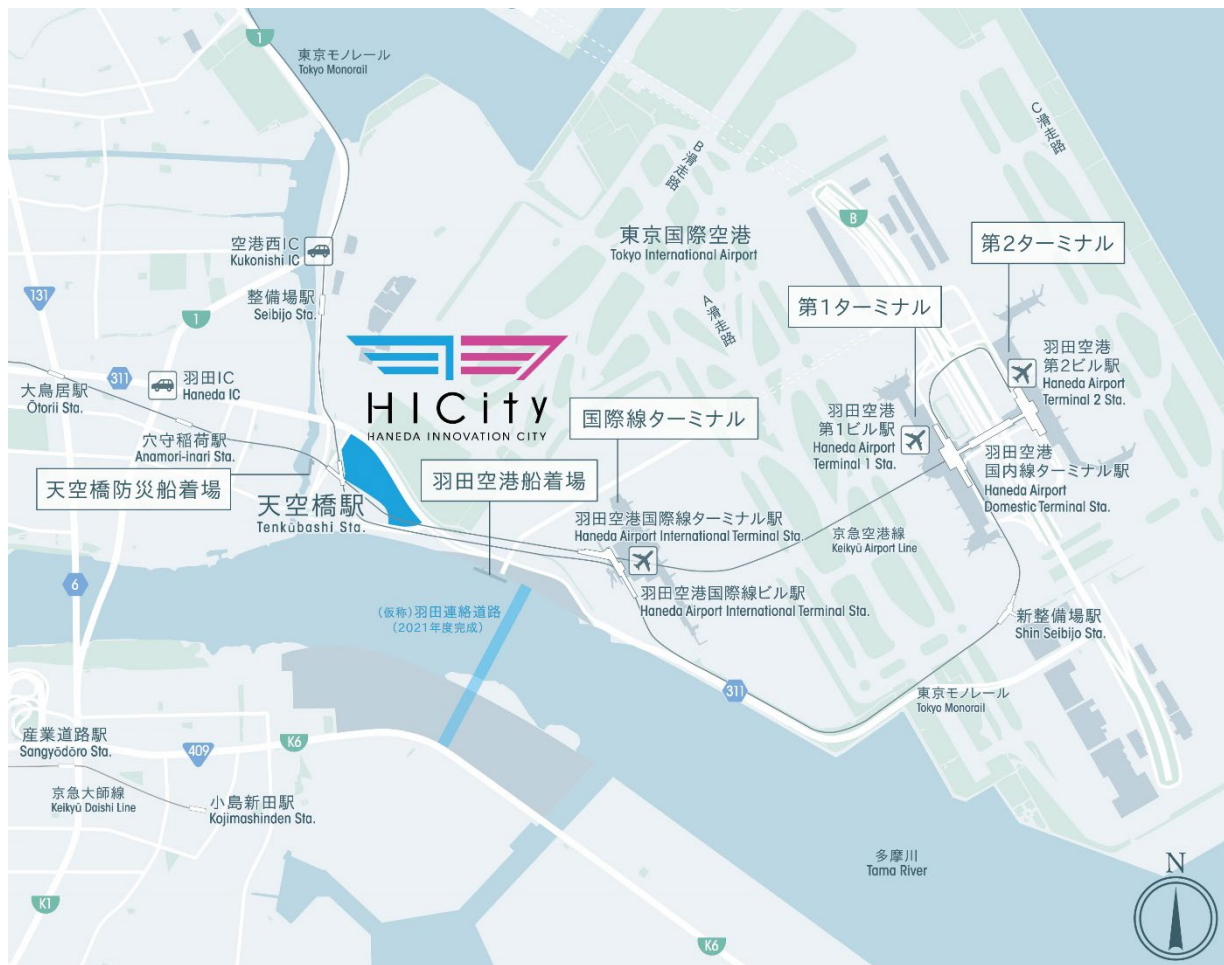 1
東京モノレール
Tokyo Monorail
C滑走路
B滑走路
B
空港西IC
Kukonishi IC
東京国際空港
Tokyo International Airport
第2ターミナル
131
整備場駅
Seibijo Sta.
1
A滑走路
第1ターミナル
HICity
HANEDA INNOVATION CITY
大鳥居駅
Ōtorii Sta.
311
羽田IC
Haneda IC
羽田空港
第2ビル駅
Haneda Airport
Terminal 2 Sta.
国際線ターミナル
羽田空港
第1ビル駅
Haneda Airport
Terminal 1 Sta.
穴守稲荷駅
Anamori-inari Sta.
羽田空港
国内線ターミナル駅
Haneda Airport
Domestic Terminal Sta.
天空橋防災船着場
羽田空港船着場
天空橋駅
Tenkūbashi Sta.
羽田空港国際線ターミナル駅
Haneda Airport International Terminal Sta.
京急空港線
Keikyū Airport Line
6
(仮称)羽田連絡道路
(2021年度完成)
羽田空港国際線ビル駅
Haneda Airport International Terminal Sta.
新整備場駅
Shin Seibijo Sta.
311
東京モノレール
Tokyo Monorail
産業道路駅
Sangyōdōro Sta.
409
K6
京急大師線
Keikyū Daishi Line
小島新田駅
Kojimashinden Sta.
多摩川
Tama River
N
K1
K6